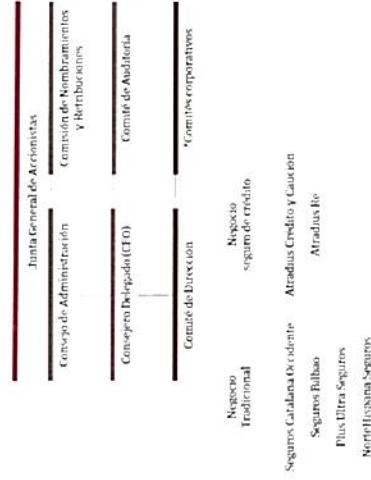 Junta General de Accionistas
Consejo de Administración
Comisión de Nombramientos
y Retribuciones
Consejero Delegado (CEO)
Comité de Auditoría
Comité de Dirección
*Comités corporativos
Negocio
Tradicional
Negocio
seguro de crédito
Seguros Catalana Occidente
Atradius Crédito y Caución
Seguros Bilbao
Atradius Re
Plus Ultra Seguros
NorteHispana Seguros